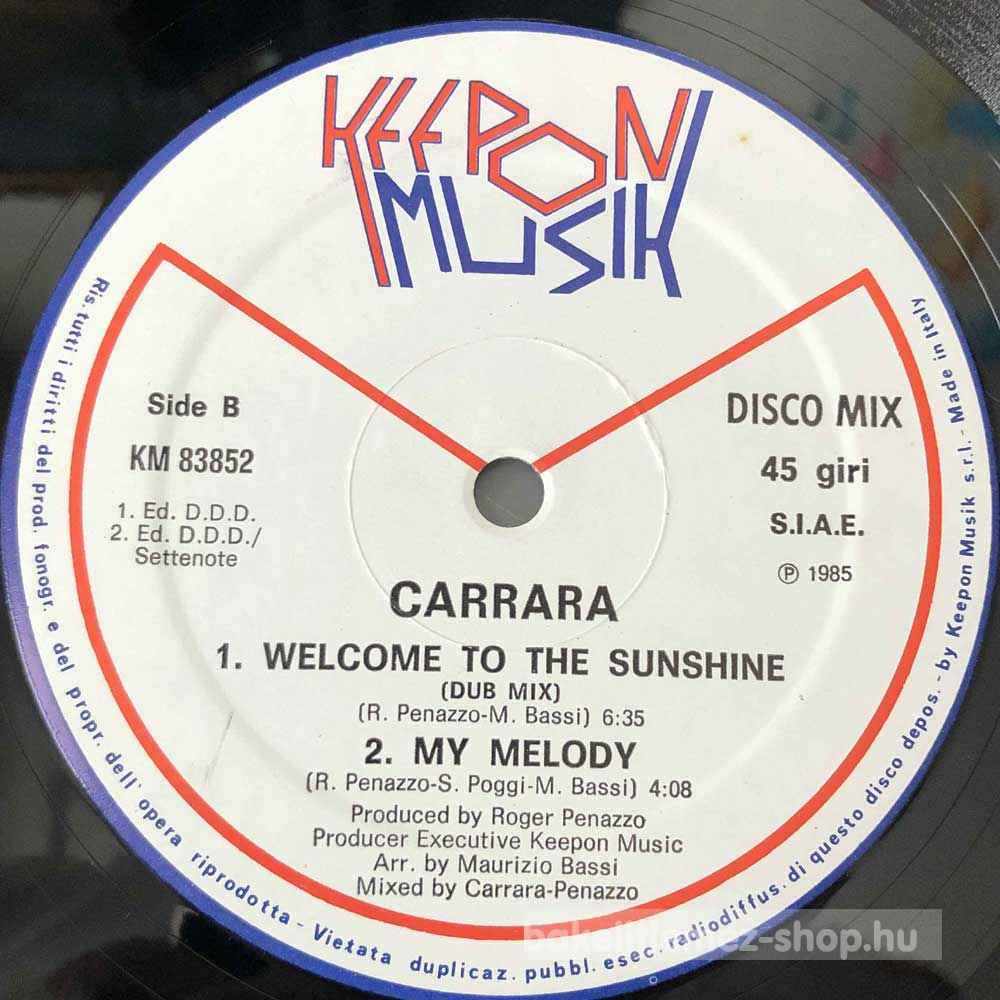 KEEPON
MUSIK
Side B
KM 83852
1. Ed. D.D.D.
2. Ed. D.D.D./
Settenote
DISCO MIX
45 giri
S.I.A.E.
Ⓟ 1985
CARRARA
1. WELCOME TO THE SUNSHINE
(DUB MIX)
(R. Penazzo-M. Bassi) 6:35
2. MY MELODY
(R. Penazzo-S. Poggi-M. Bassi) 4:08
Produced by Roger Penazzo
Producer Executive Keepon Music
Arr. by Maurizio Bassi
Mixed by Carrara-Penazzo
Ris. tutti i diritti del prod. fonogr. e del propr. dell' opera riprodotta - Vietata duplicaz. pubbl. esec. radiodiffus. di questo disco depos. - by Keepon Musik s.r.l. - Made in Italy